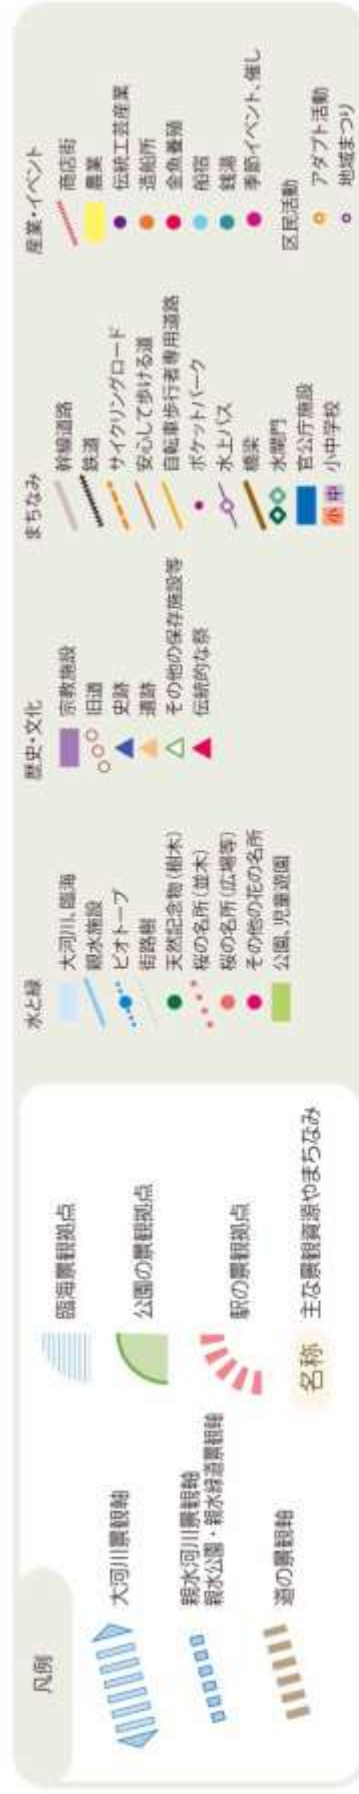 凡例
大河川景観軸
親水河川景観軸
親水公園・親水緑道景観軸
道の景観軸
臨海景観拠点
公園の景観拠点
駅の景観拠点
名称
主な景観資源やまちなみ
水と緑
大河川、臨海
親水施設
ビオトープ
街路樹
天然記念物(樹木)
桜の名所(並木)
桜の名所(広場等)
その他の花の名所
公園、児童遊園
歴史・文化
宗教施設
旧道
史跡
遺跡
その他の保存施設等
伝統的な祭
まちなみ
幹線道路
鉄道
サイクリングロード
安心して歩ける道
自転車歩行者専用道路
ポケットパーク
水上バス
橋梁
水閘門
官公庁施設
小 中 小中学校
産業・イベント
商店街
農業
伝統工芸産業
造船所
金魚養殖
船宿
銭湯
季節イベント、催し
区民活動
アダプト活動
地域まつり